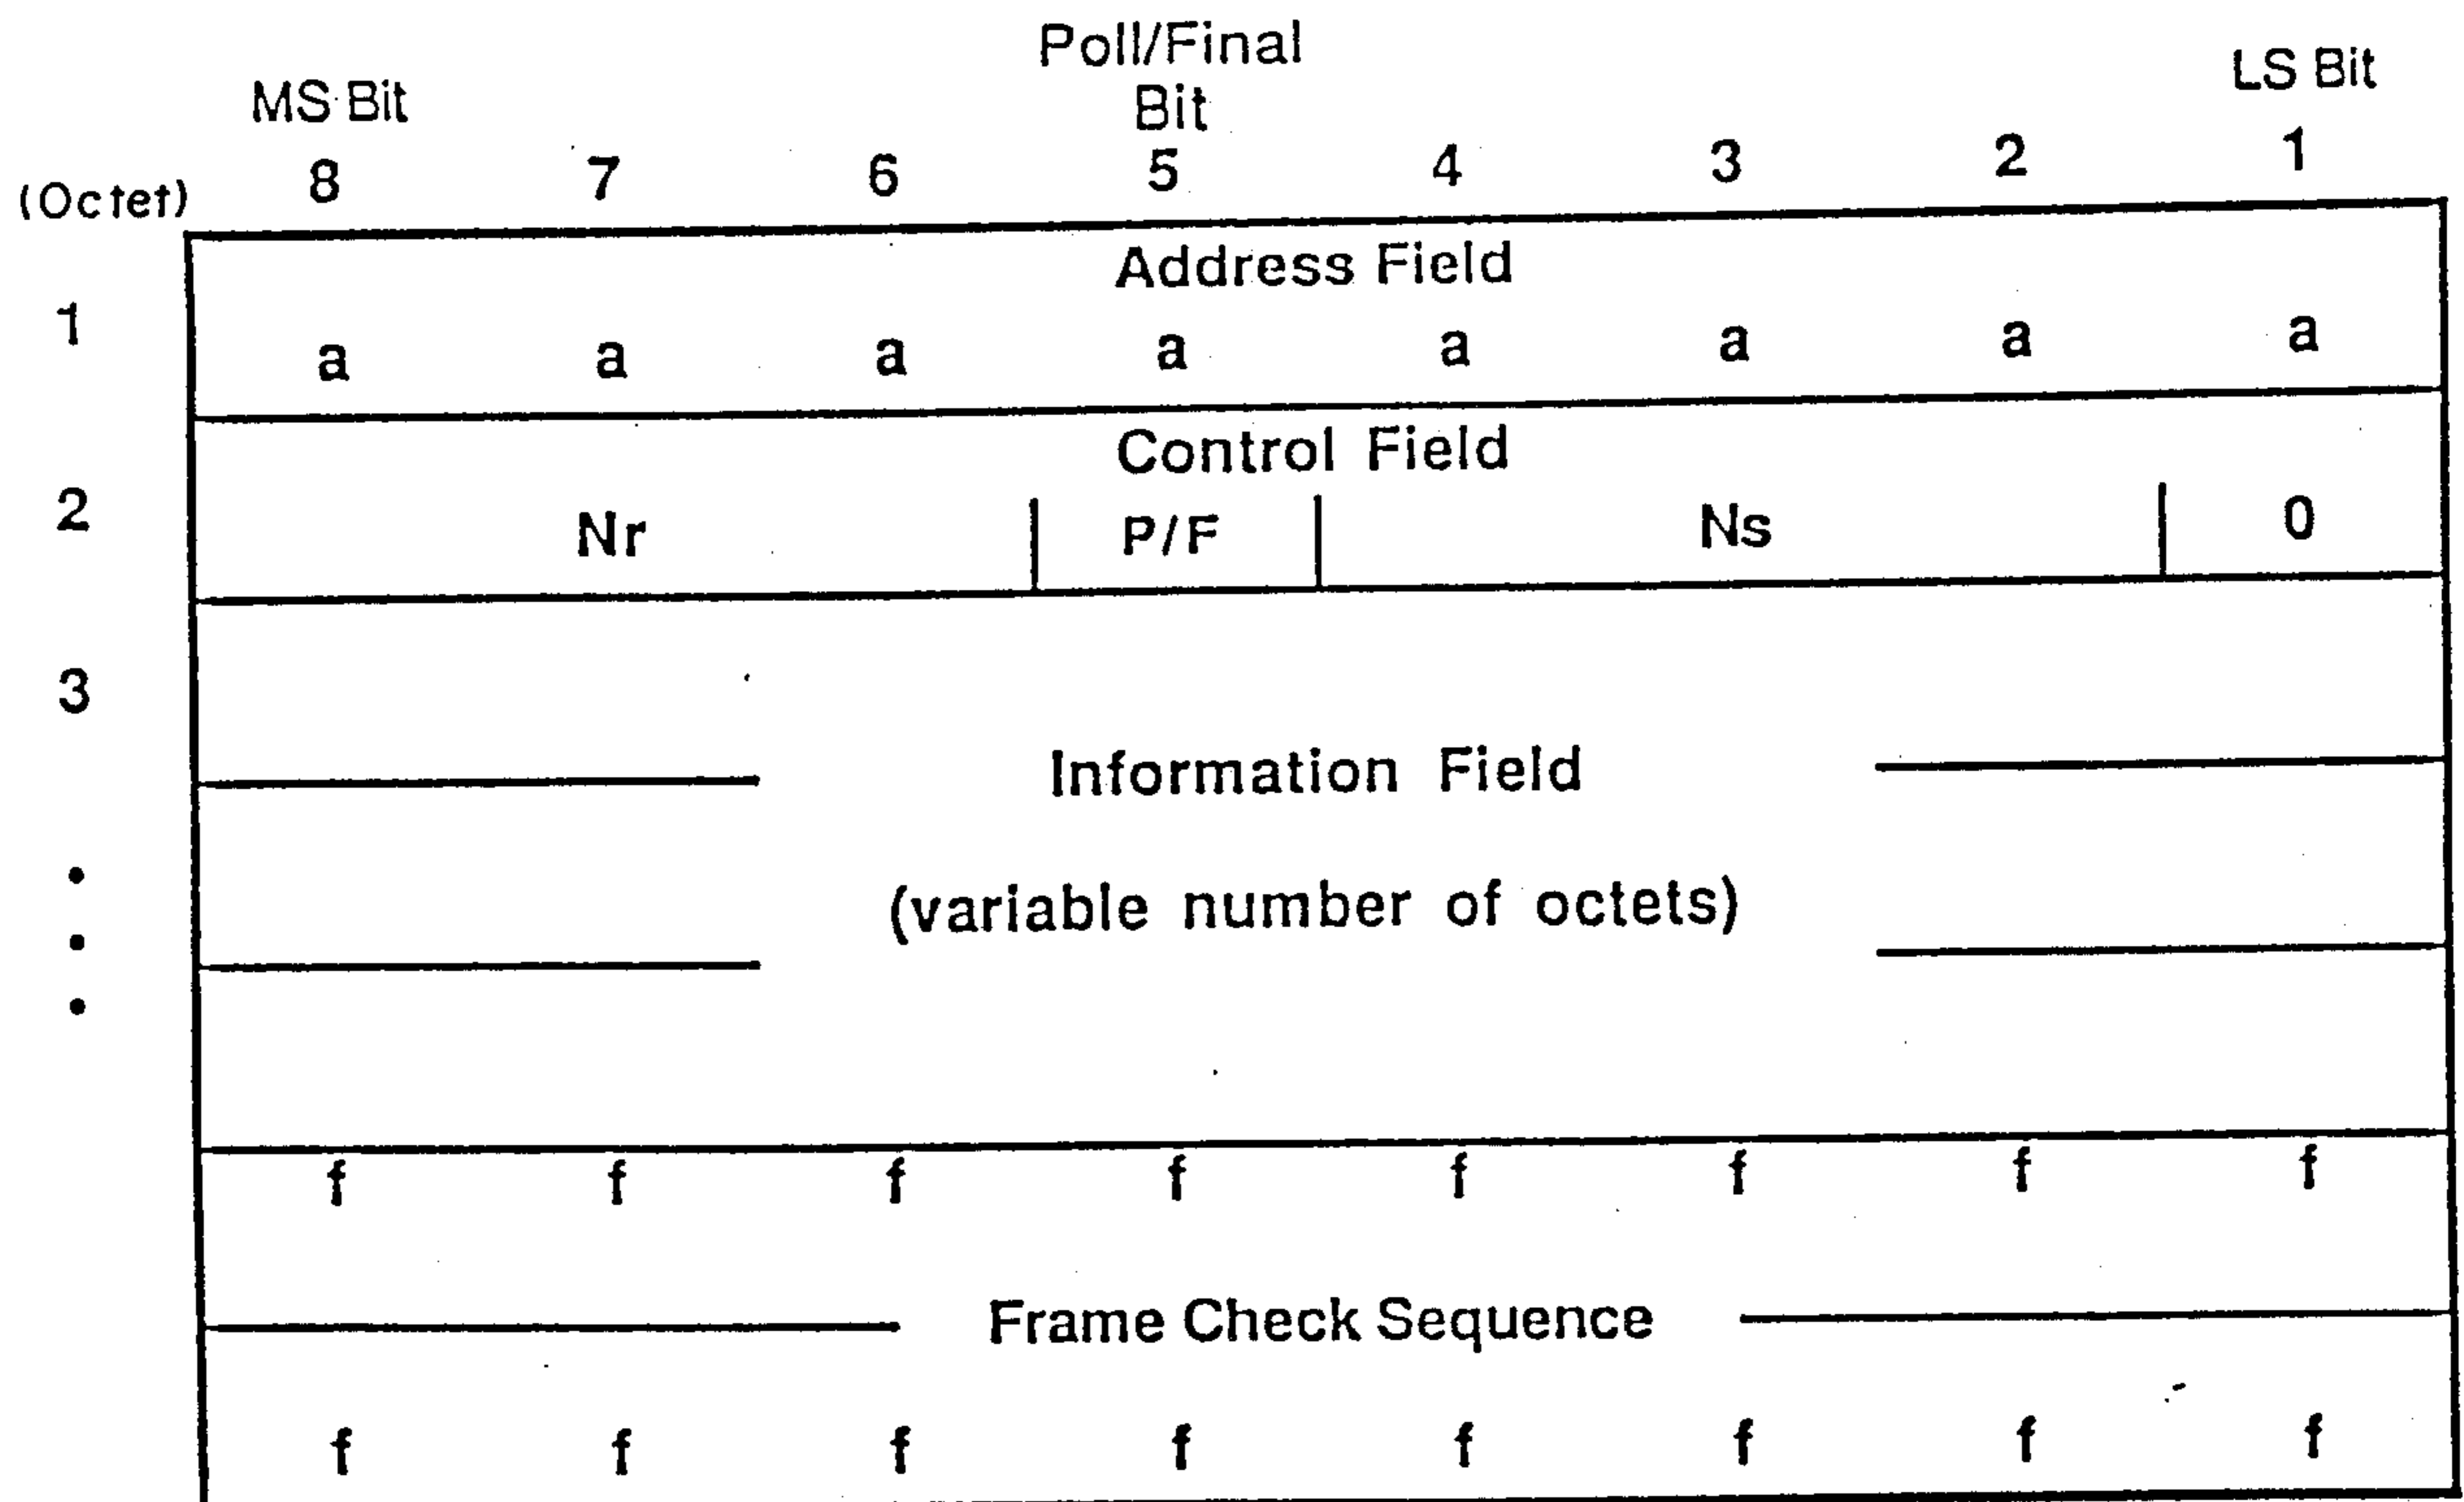 Poll/Final
MS Bit Bit LS Bit
(Octet) 8 7 6 5 4 3 2 1
Address Field
1 a a a a a a a a
Control Field
2 Nr P/F Ns 0
3
Information Field
(variable number of octets)
f f f f f f f f
Frame Check Sequence
f f f f f f f f